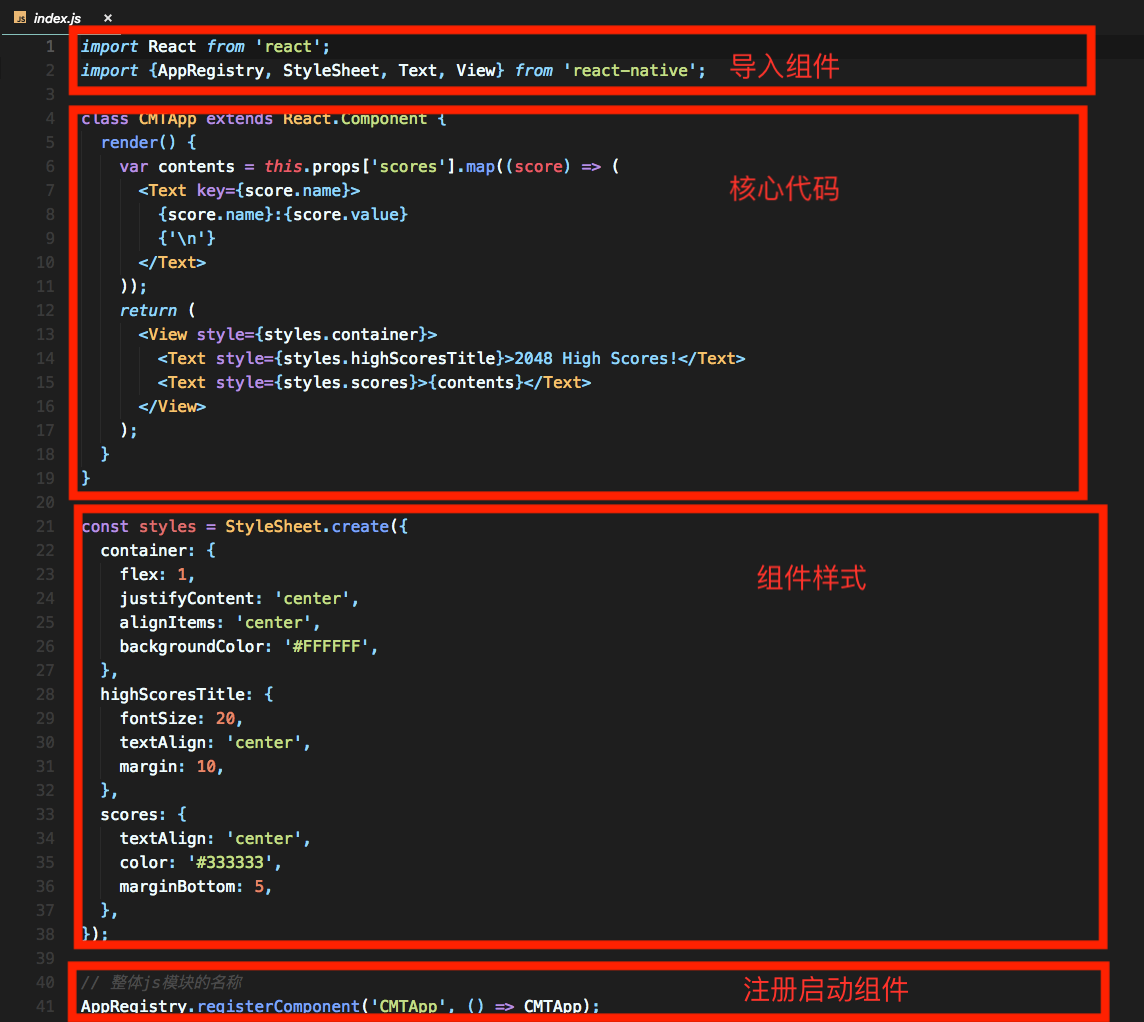 JS index.js ×
1 import React from 'react';
2 import {AppRegistry, StyleSheet, Text, View} from 'react-native'; 导入组件
3
4 class CMTApp extends React.Component {
5   render() {
6     var contents = this.props['scores'].map((score) => (
7       <Text key={score.name}> 核心代码
8         {score.name}:{score.value}
9         {'\n'}
10       </Text>
11     ));
12     return (
13       <View style={styles.container}>
14         <Text style={styles.highScoresTitle}>2048 High Scores!</Text>
15         <Text style={styles.scores}>{contents}</Text>
16       </View>
17     );
18   }
19 }
20
21 const styles = StyleSheet.create({
22   container: {
23     flex: 1, 组件样式
24     justifyContent: 'center',
25     alignItems: 'center',
26     backgroundColor: '#FFFFFF',
27   },
28   highScoresTitle: {
29     fontSize: 20,
30     textAlign: 'center',
31     margin: 10,
32   },
33   scores: {
34     textAlign: 'center',
35     color: '#333333',
36     marginBottom: 5,
37   },
38 });
39
40 // 整体js模块的名称 注册启动组件
41 AppRegistry.registerComponent('CMTApp', () => CMTApp);